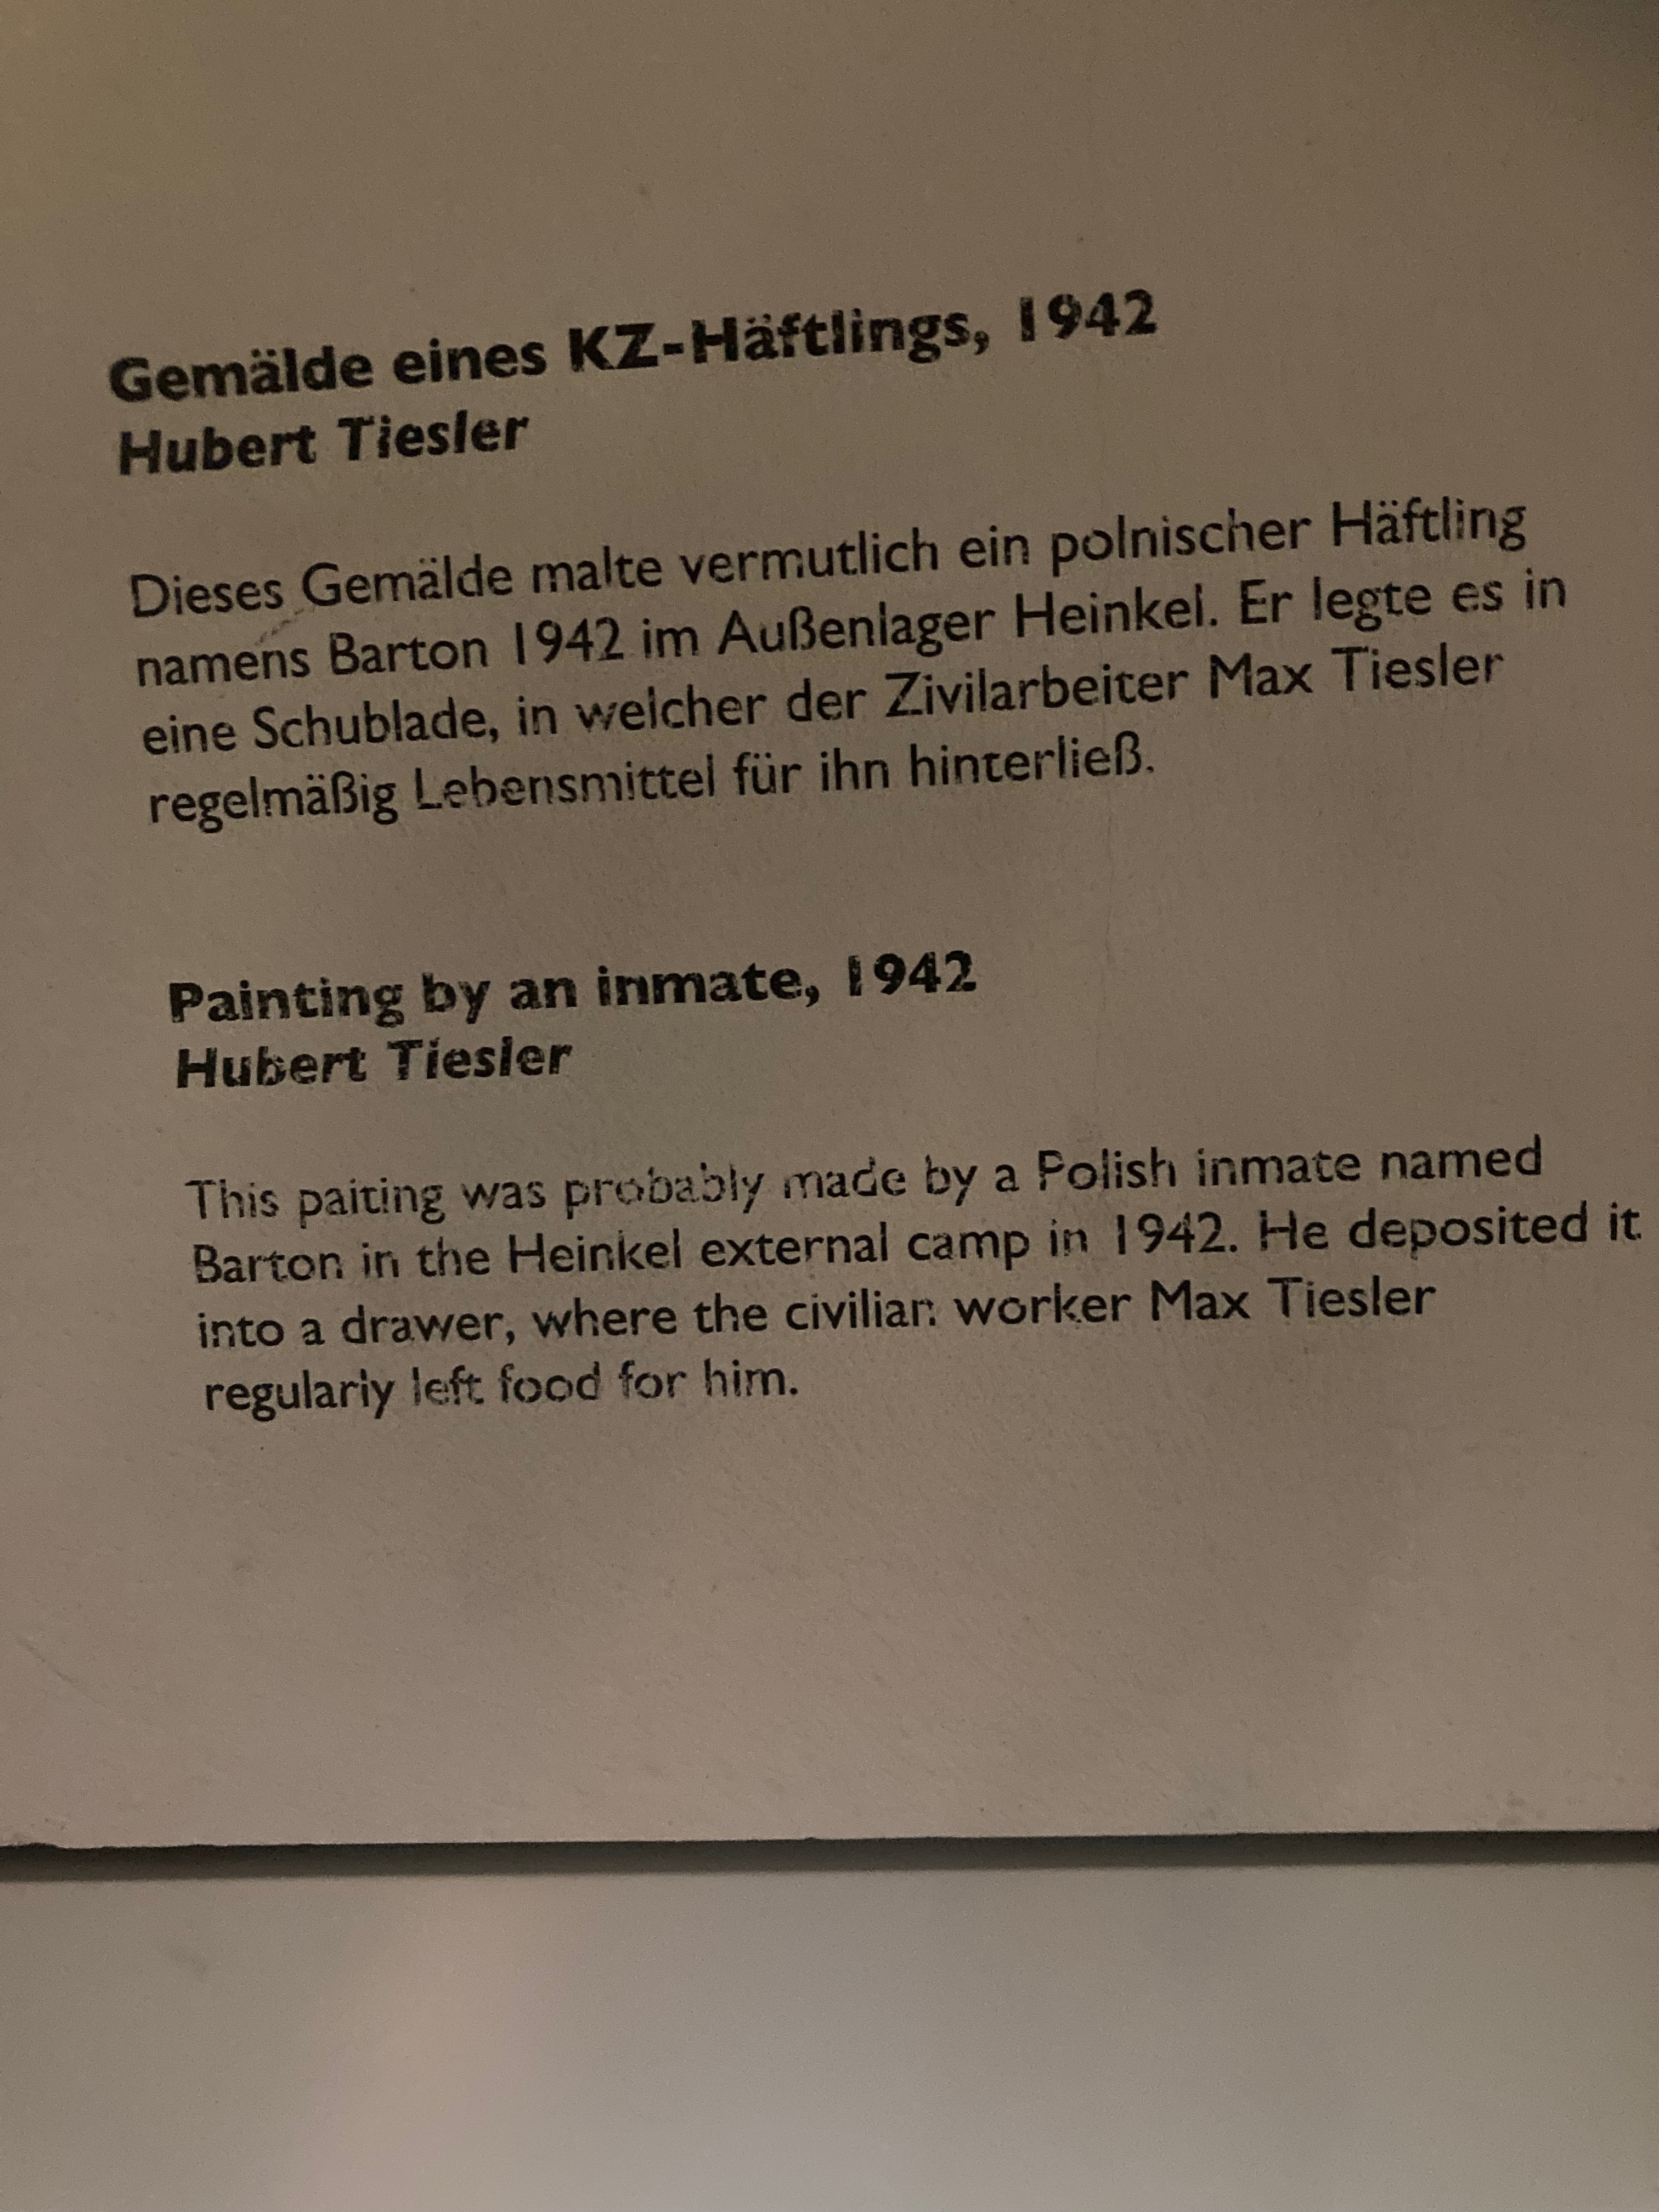 Gemälde eines KZ-Häftlings, 1942
Hubert Tiesler
Dieses Gemälde malte vermutlich ein polnischer Häftling
namens Barton 1942 im Außenlager Heinkel. Er legte es in
eine Schublade, in welcher der Zivilarbeiter Max Tiesler
regelmäßig Lebensmittel für ihn hinterließ.
Painting by an inmate, 1942
Hubert Tiesler
This paiting was probably made by a Polish inmate named
Barton in the Heinkel external camp in 1942. He deposited it
into a drawer, where the civilian worker Max Tiesler
regularly left food for him.